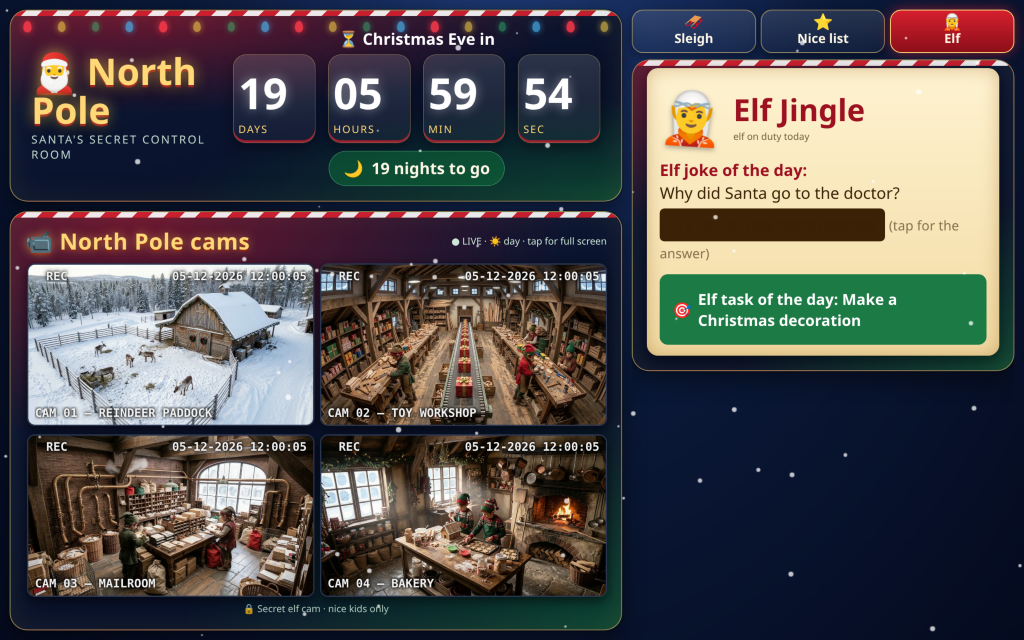 ⏳ Christmas Eve in
🎅 North Pole
SANTA'S SECRET CONTROL ROOM
19
DAYS
05
HOURS
59
MIN
54
SEC
🌙 19 nights to go
📹 North Pole cams
● LIVE · ☀️ day · tap for full screen
REC 05-12-2026 12:00:05
CAM 01 — REINDEER PADDOCK
REC 05-12-2026 12:00:05
CAM 02 — TOY WORKSHOP
REC 05-12-2026 12:00:05
CAM 03 — MAILROOM
REC 05-12-2026 12:00:05
CAM 04 — BAKERY
🔒 Secret elf cam · nice kids only
🛷 Sleigh
⭐ Nice list
🧝 Elf
Elf Jingle
elf on duty today
Elf joke of the day:
Why did Santa go to the doctor?
(tap for the
answer)
🎯 Elf task of the day: Make a
Christmas decoration